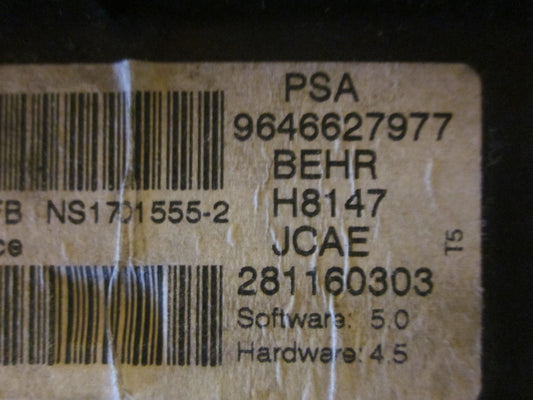 PSA
9646627977
BEHR
FB NS1701555-2
H8147
ce
JCAE
T5
281160303
Software: 5.0
Hardware: 4.5